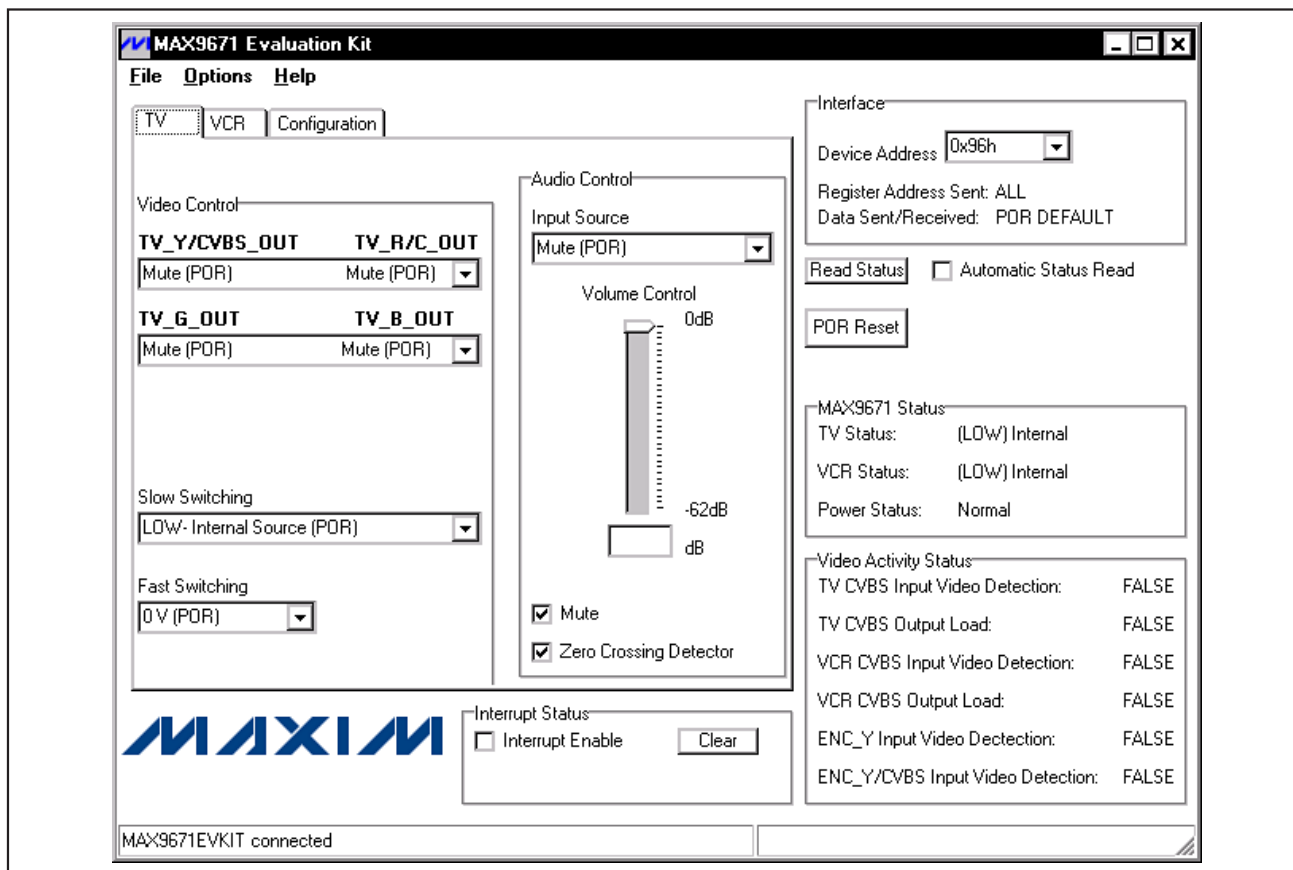 MAX9671 Evaluation Kit
File Options Help
TV VCR Configuration
Video Control
TV_Y/CVBS_OUT TV_R/C_OUT
Mute (POR) Mute (POR)
TV_G_OUT TV_B_OUT
Mute (POR) Mute (POR)
Slow Switching
LOW- Internal Source (POR)
Fast Switching
0 V (POR)
Audio Control
Input Source
Mute (POR)
Volume Control
0dB
-62dB
dB
Mute
Zero Crossing Detector
Interface
Device Address 0x96h
Register Address Sent: ALL
Data Sent/Received: POR DEFAULT
Read Status Automatic Status Read
POR Reset
MAX9671 Status
TV Status: (LOW) Internal
VCR Status: (LOW) Internal
Power Status: Normal
Video Activity Status
TV CVBS Input Video Detection: FALSE
TV CVBS Output Load: FALSE
VCR CVBS Input Video Detection: FALSE
VCR CVBS Output Load: FALSE
ENC_Y Input Video Dectection: FALSE
ENC_Y/CVBS Input Video Detection: FALSE
MAXIM
Interrupt Status
Interrupt Enable Clear
MAX9671EVKIT connected